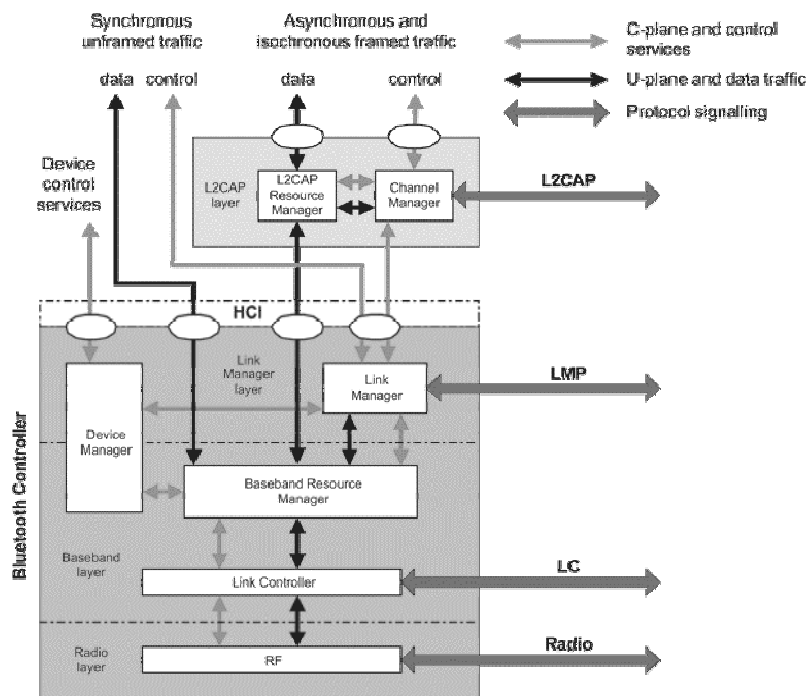 Synchronous
unframed traffic
Asynchronous and
isochronous framed traffic
C-plane and control
services
data control
data
control
U-plane and data traffic
Protocol signalling
Device
control
services
L2CAP
layer
L2CAP
Resource
Manager
Channel
Manager
L2CAP
HCI
Link
Manager
layer
Link
Manager
LMP
Device
Manager
Baseband Resource
Manager
Bluetooth Controller
Baseband
layer
Link Controller
LC
Radio
layer
RF
Radio